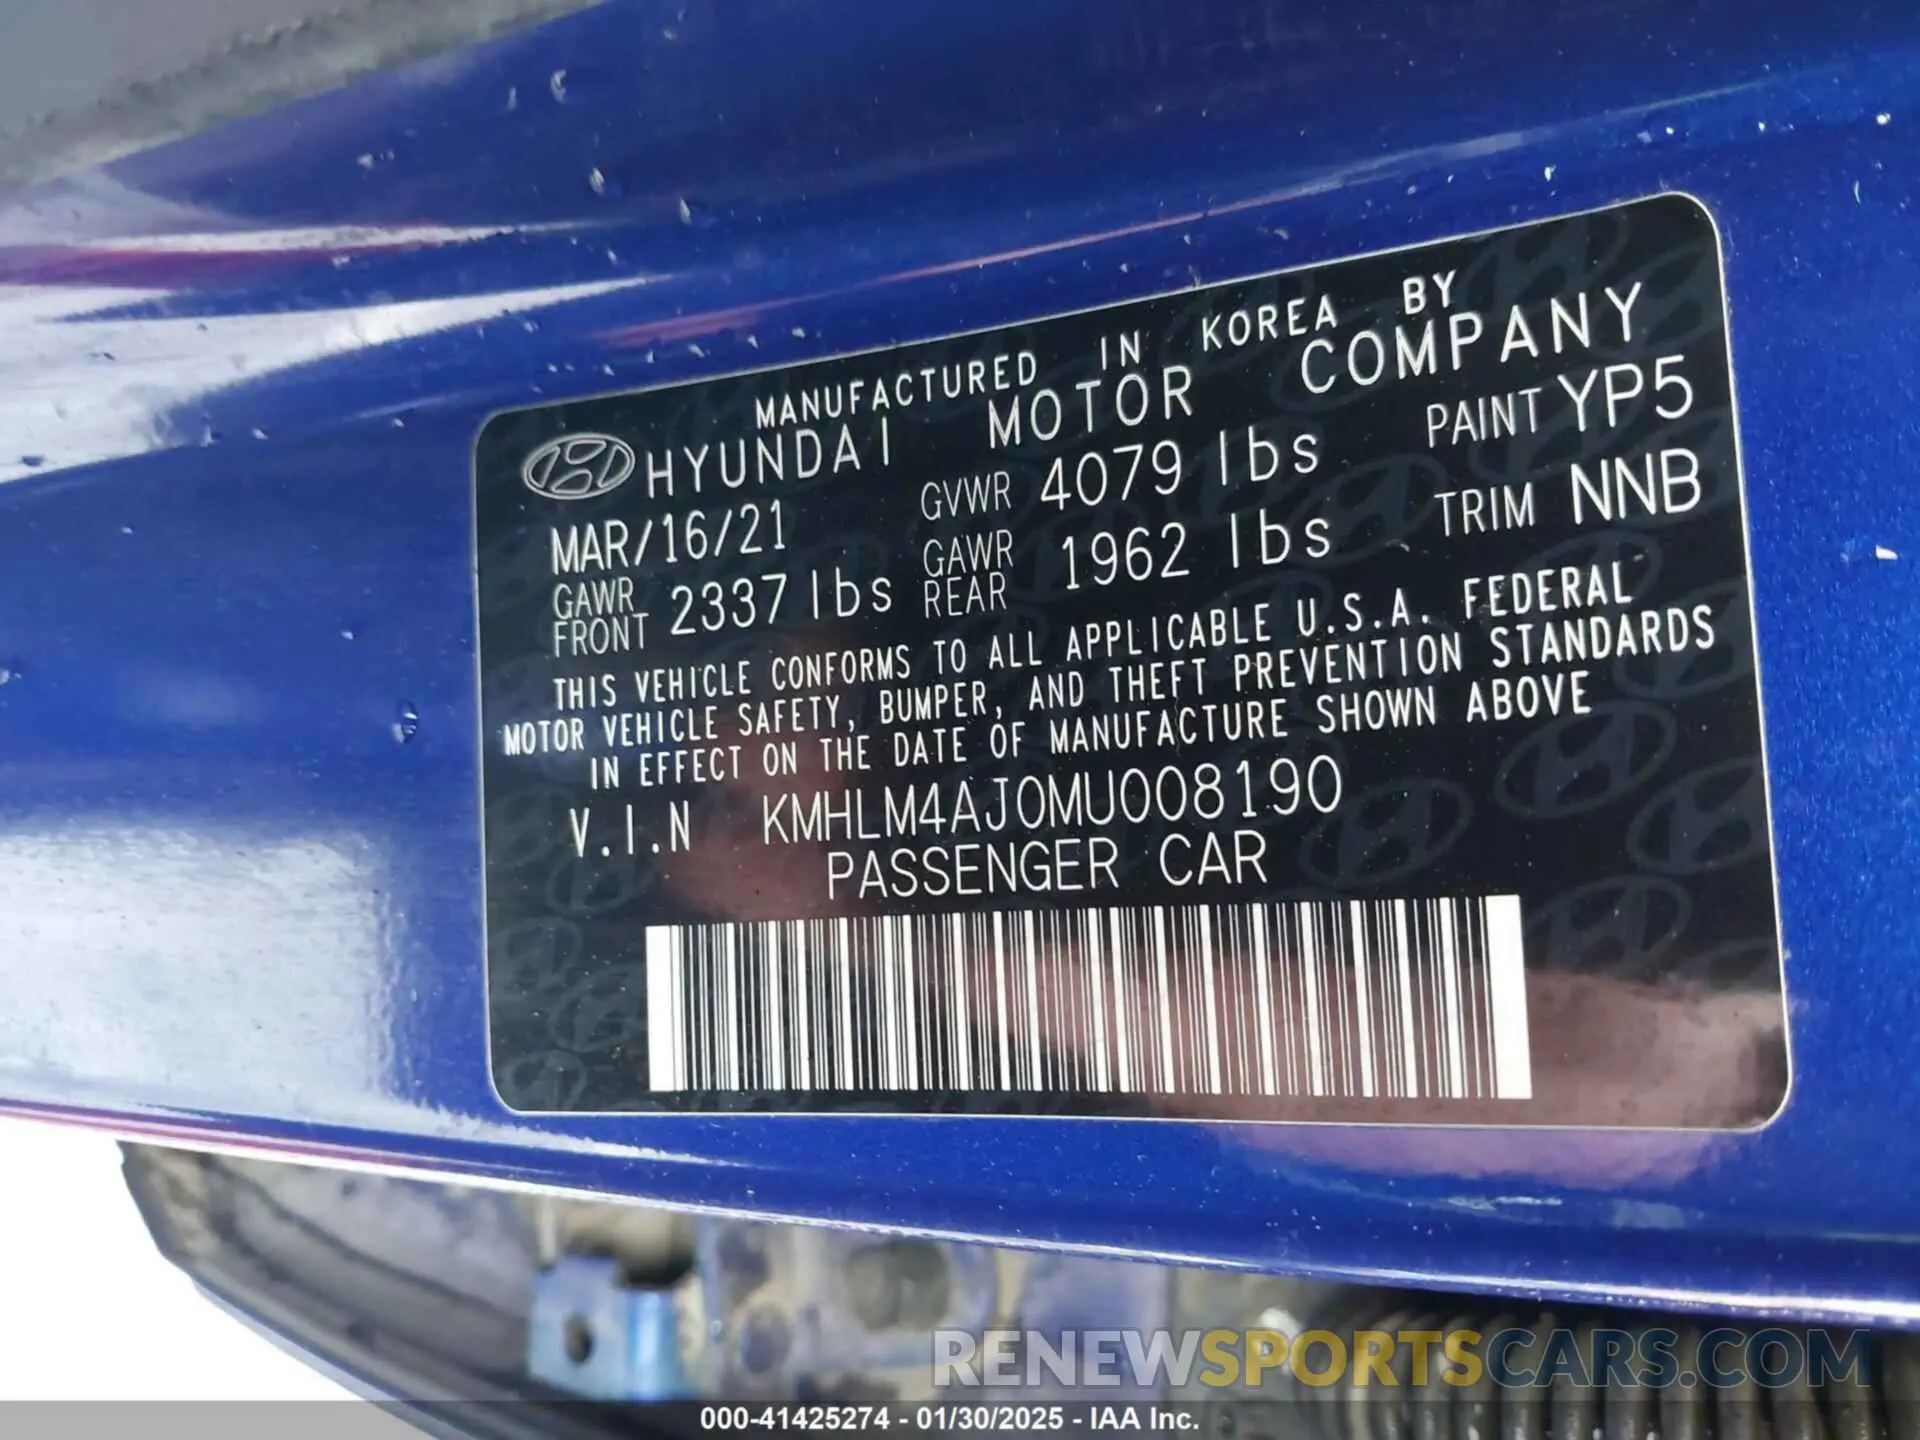 MANUFACTURED IN KOREA BY
HYUNDAI MOTOR COMPANY
MAR/16/21 GVWR 4079 lbs PAINT YP5
GAWR FRONT 2337 lbs GAWR REAR 1962 lbs TRIM NNB
THIS VEHICLE CONFORMS TO ALL APPLICABLE U.S.A. FEDERAL
MOTOR VEHICLE SAFETY, BUMPER, AND THEFT PREVENTION STANDARDS
IN EFFECT ON THE DATE OF MANUFACTURE SHOWN ABOVE
V.I.N KMHLM4AJ0MU008190
PASSENGER CAR
RENEWSPORTSCARS.COM
000-41425274 - 01/30/2025 - IAA Inc.